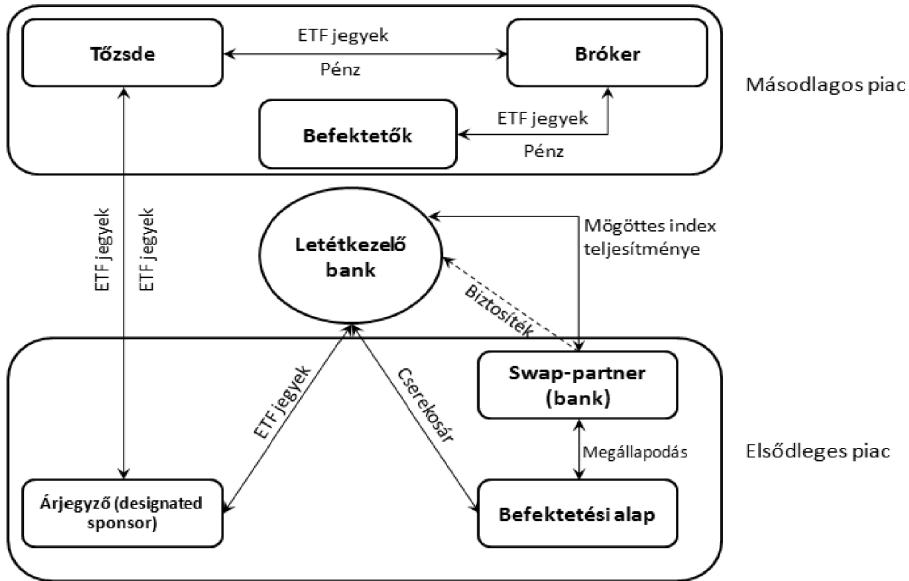 ETF jegyek
Tőzsde
Bróker
Pénz
Másodlagos piac
ETF jegyek
Befektetők
Pénz
ETF jegyek
ETF jegyek
Letétkezelő
bank
Mögöttes index
teljesítménye
Biztosíték
ETF jegyek
Cserekosár
Swap-partner
(bank)
Megállapodás
Elsődleges piac
Árjegyző (designated
sponsor)
Befektetési alap